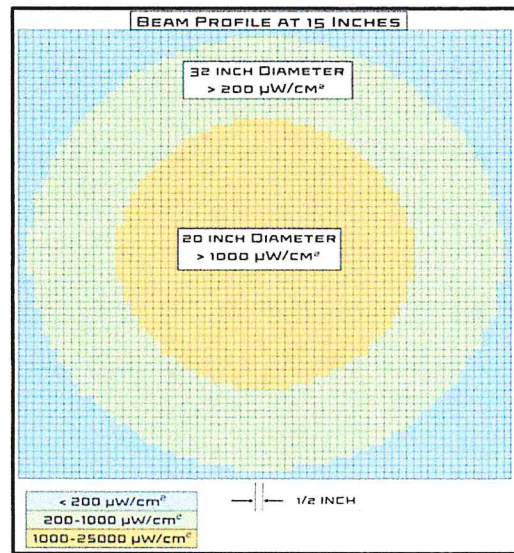 BEAM PROFILE AT 15 INCHES
32 INCH DIAMETER
> 200 µW/CM²
20 INCH DIAMETER
> 1000 µW/CM²
1/2 INCH
< 200 µW/cm²
200-1000 µW/cm²
1000-25000 µW/cm²